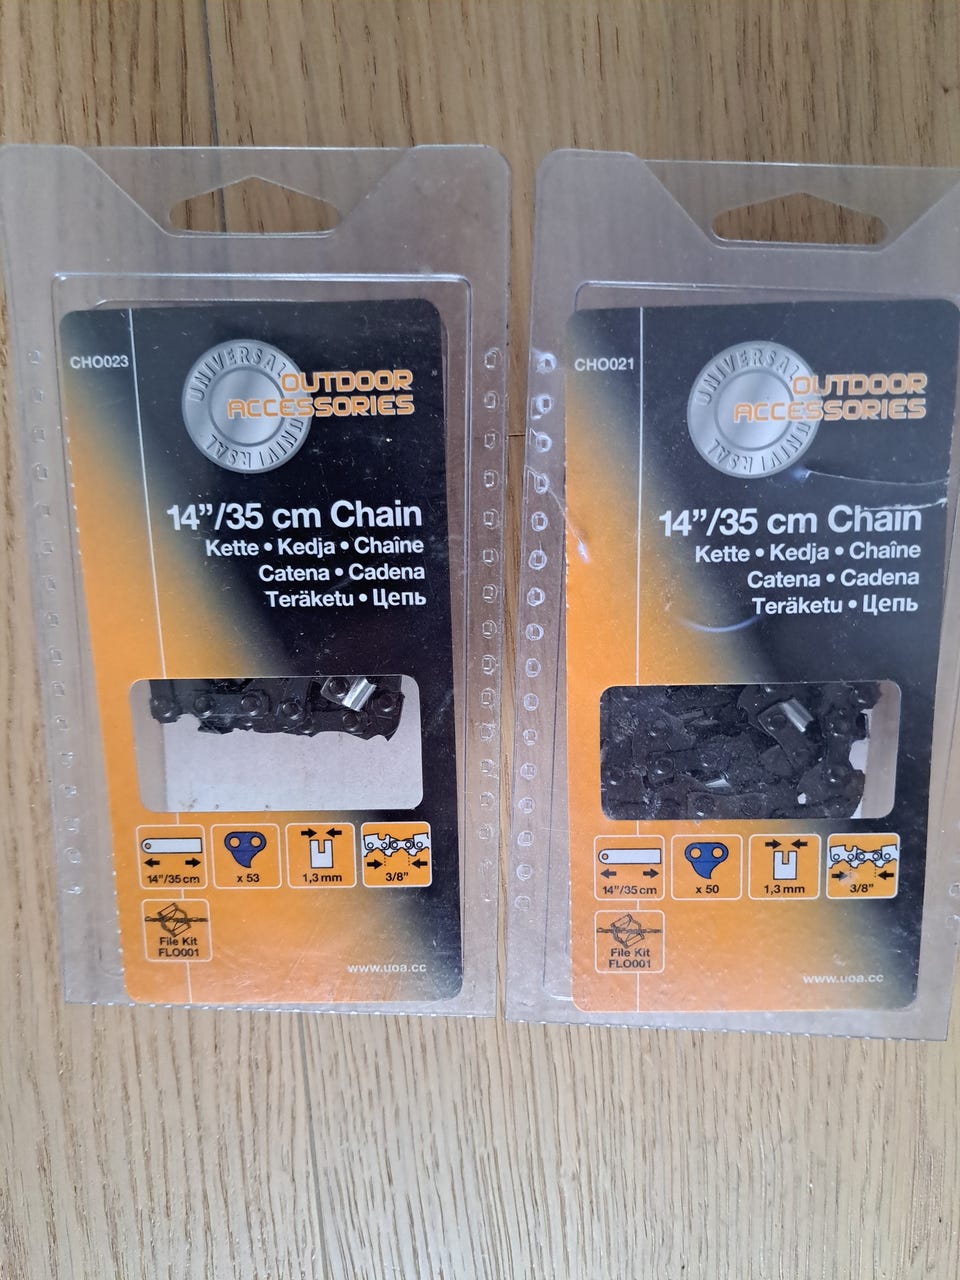 CHO023
UNIVERSAL
UNIVERSAL
OUTDOOR
ACCESSORIES
14”/35 cm Chain
Kette • Kedja • Chaîne
Catena • Cadena
Teräketu • Цепь
14"/35 cm
x 53
1,3 mm
3/8"
File Kit
FLO001
www.uoa.cc
CHO021
UNIVERSAL
UNIVERSAL
OUTDOOR
ACCESSORIES
14”/35 cm Chain
Kette • Kedja • Chaîne
Catena • Cadena
Teräketu • Цепь
14"/35 cm
x 50
1,3 mm
3/8"
File Kit
FLO001
www.uoa.cc